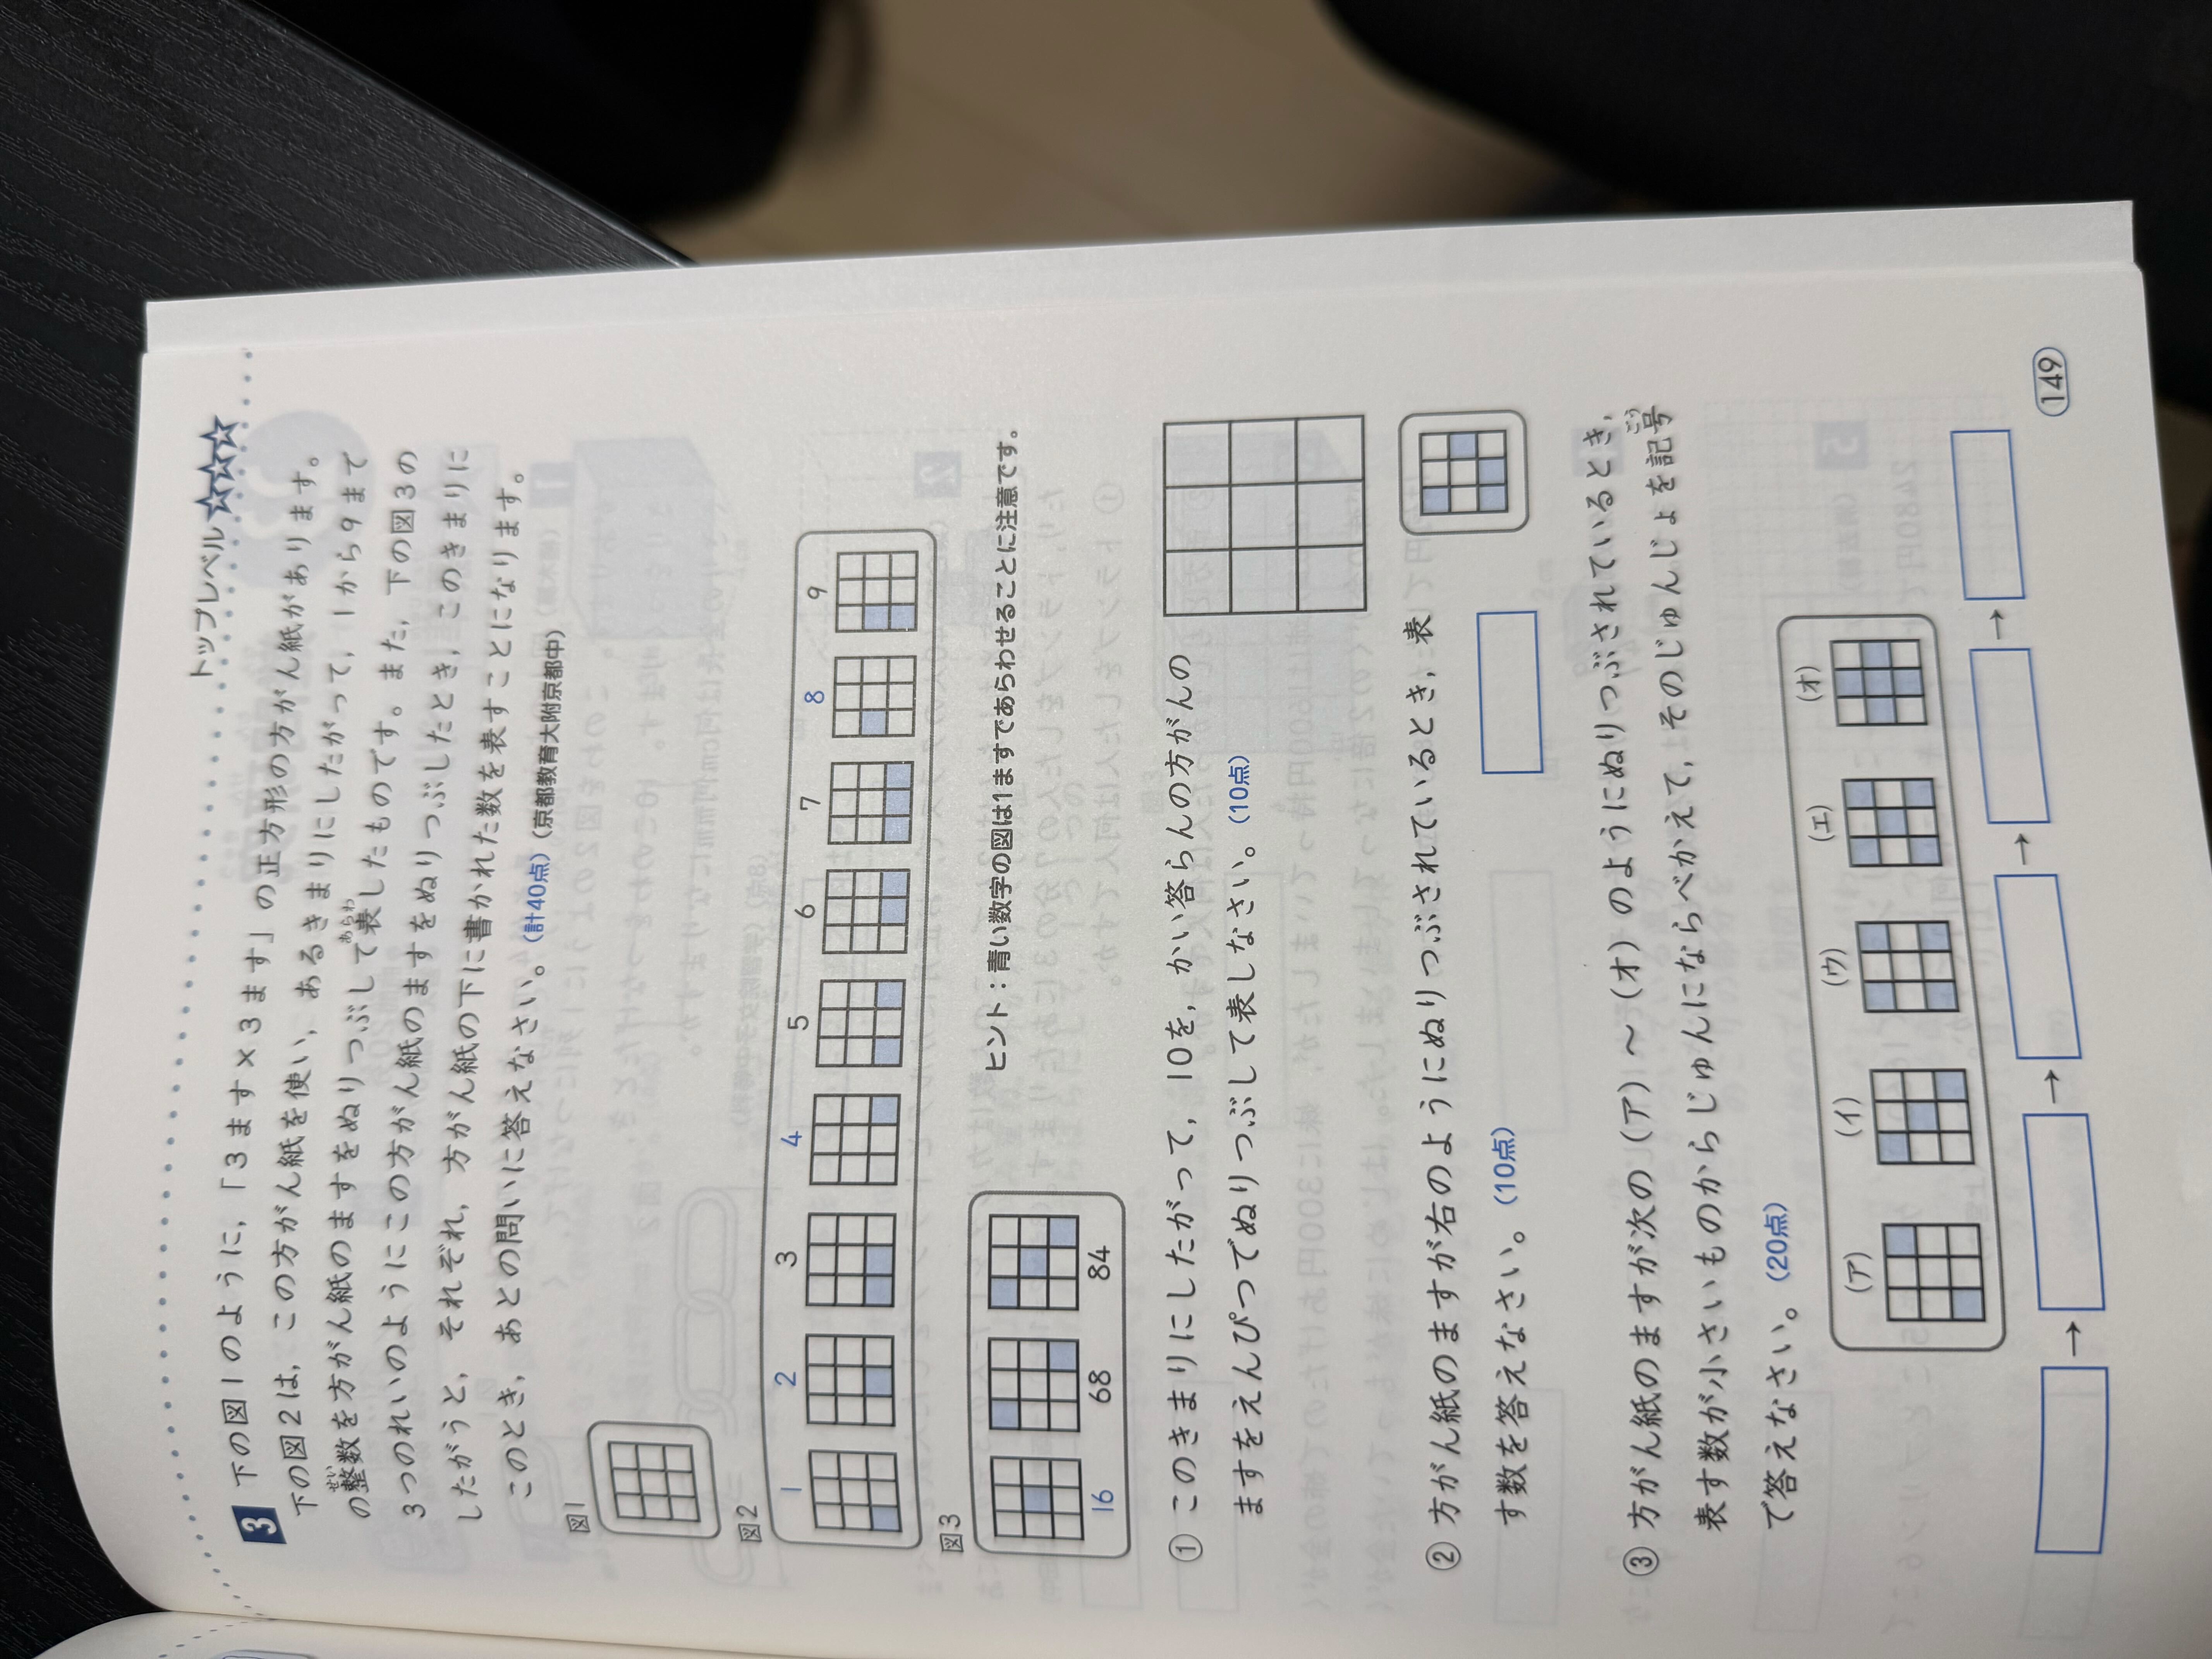 トップレベル☆☆☆
3 下の図1のように，「3ます×3ます」の正方形の方がん紙があります。
下の図2は，この方がん紙を使い，あるきまりにしたがって，1から9まで
の整数を方がん紙のますをぬりつぶして表したものです。また，下の図3の
3つのれいのようにこの方がん紙のますをぬりつぶしたとき，このきまりに
したがうと，それぞれ，方がん紙の下に書かれた数を表すことになります。
このとき，あとの問いに答えなさい。(計40点)(京都教育大附京都中)
図1
図2
1 2 3 4 5 6 7 8 9
図3
16 68 84
ヒント：青い数字の図は1ますであらわせることに注意です。
① このきまりにしたがって，10を，かい答らんの方がんの
ますをえんぴつでぬりつぶして表しなさい。(10点)
② 方がん紙のますが右のようにぬりつぶされているとき，表
す数を答えなさい。(10点)
③ 方がん紙のますが次の(ア)～(オ)のようにぬりつぶされているとき，
表す数が小さいものからじゅんにならべかえて，そのじゅんじょを記号
で答えなさい。(20点)
(ア) (イ) (ウ) (エ) (オ)
→ → → →
149